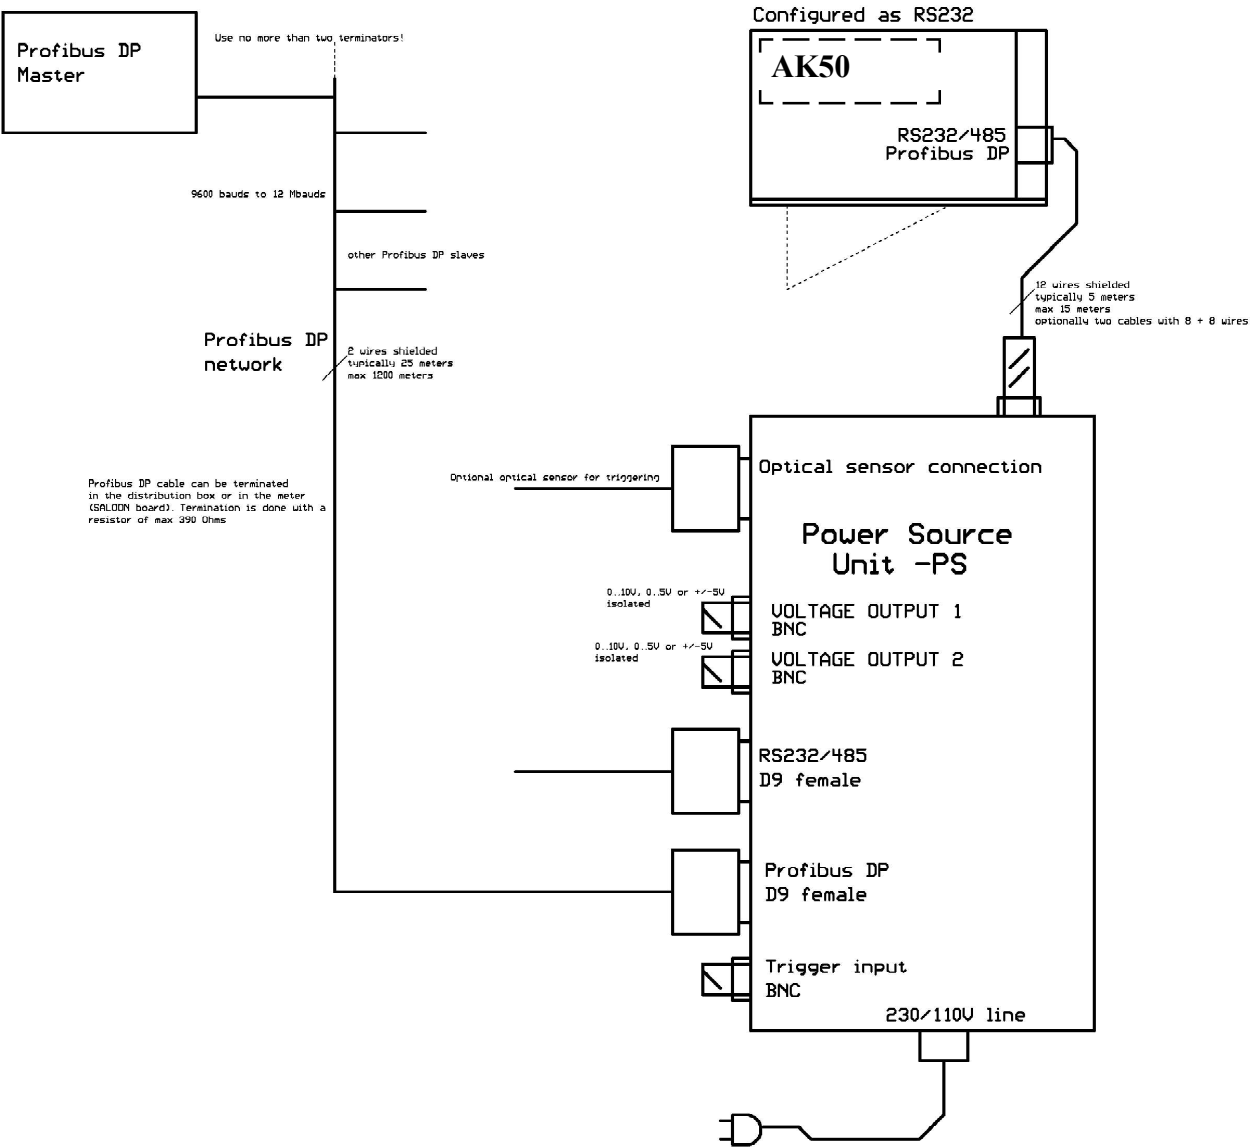 Configured as RS232
Profibus DP
Master
Use no more than two terminators!
AK50
RS232/485
Profibus DP
9600 bauds to 12 Mbauds
other Profibus DP slaves
12 wires shielded
typically 5 meters
max 15 meters
optionally two cables with 8 + 8 wires
Profibus DP
network
2 wires shielded
typically 25 meters
max 1200 meters
Profibus DP cable can be terminated
in the distribution box or in the meter
(SALOON board). Termination is done with a
resistor of max 390 Ohms
Optional optical sensor for triggering
Optical sensor connection
Power Source
Unit -PS
0..10V, 0..5V or +/-5V
isolated
VOLTAGE OUTPUT 1
BNC
0..10V, 0..5V or +/-5V
isolated
VOLTAGE OUTPUT 2
BNC
RS232/485
D9 female
Profibus DP
D9 female
Trigger input
BNC
230/110V line